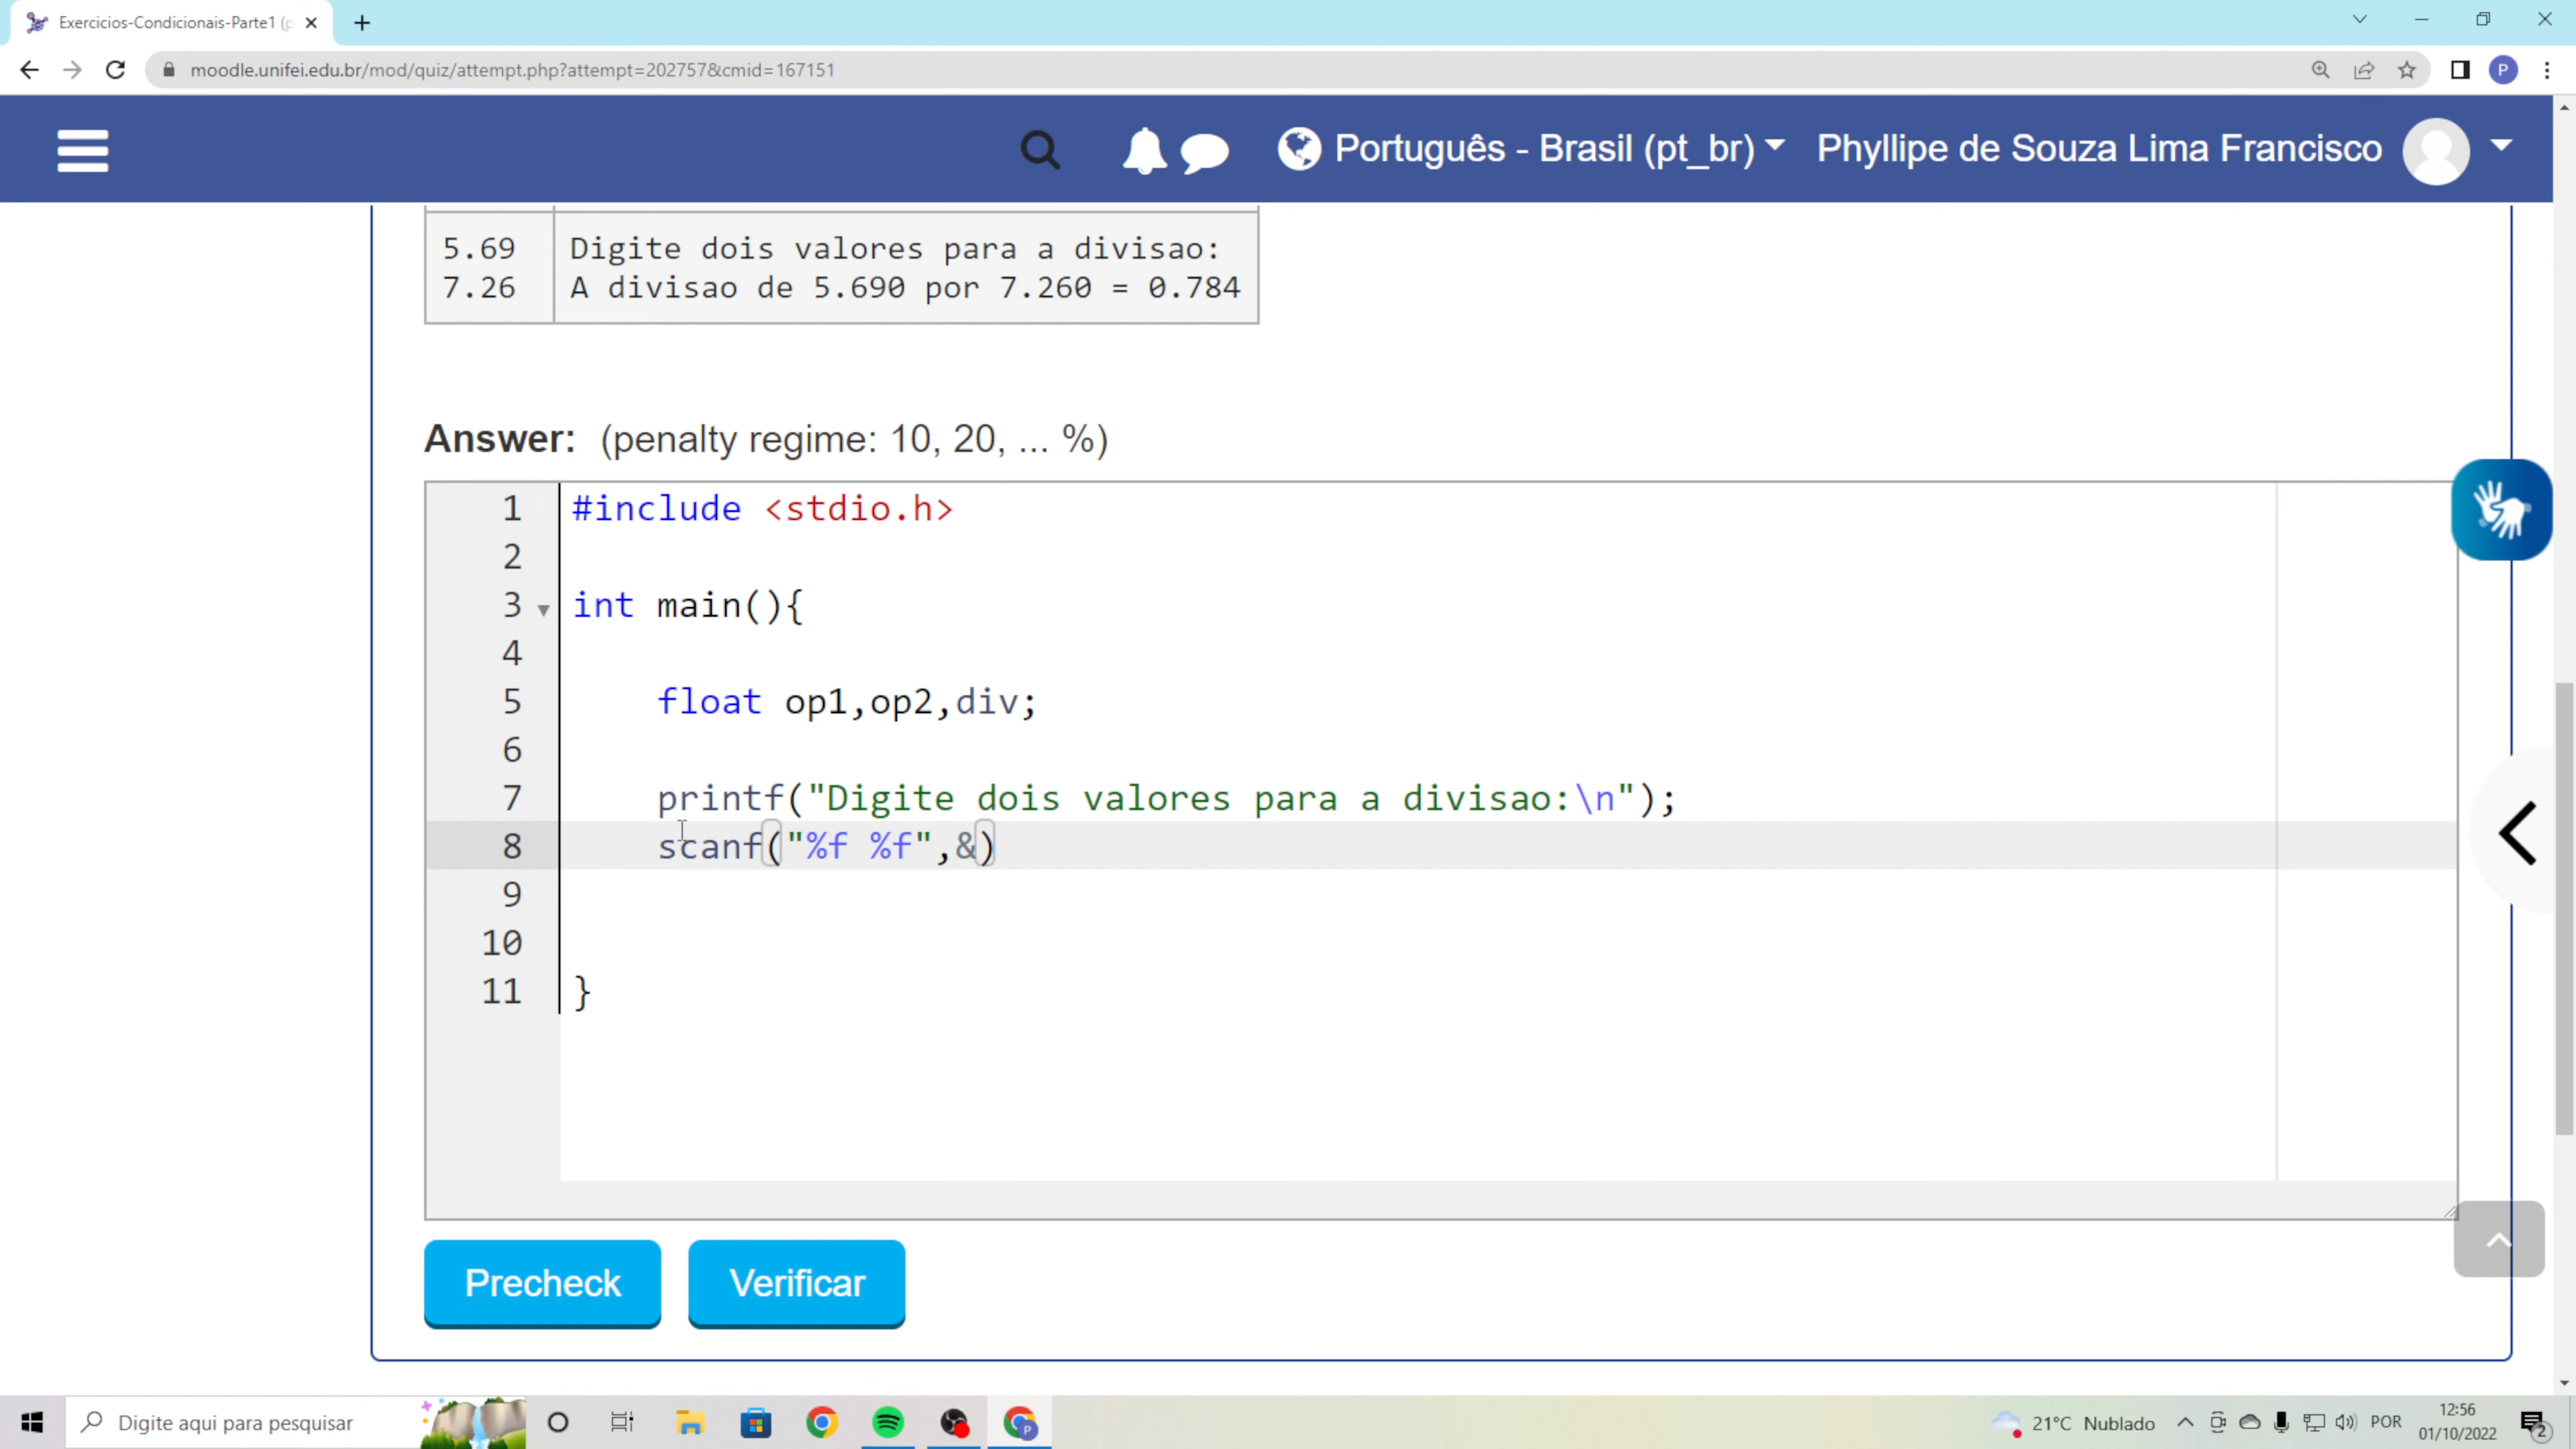 Exercicios-Condicionais-Parte1 (p
moodle.unifei.edu.br/mod/quiz/attempt.php?attempt=202757&cmid=167151
P
Português - Brasil (pt_br)
Phyllipe de Souza Lima Francisco
5.69
7.26
Digite dois valores para a divisao:
A divisao de 5.690 por 7.260 = 0.784
Answer: (penalty regime: 10, 20, ... %)
1 #include <stdio.h>
2
3 int main(){
4
5 float op1,op2,div;
6
7 printf("Digite dois valores para a divisao:\n");
8 scanf("%f %f",&)
9
10
11 }
Precheck
Verificar
Digite aqui para pesquisar
P
21°C Nublado
POR
12:56
01/10/2022
2